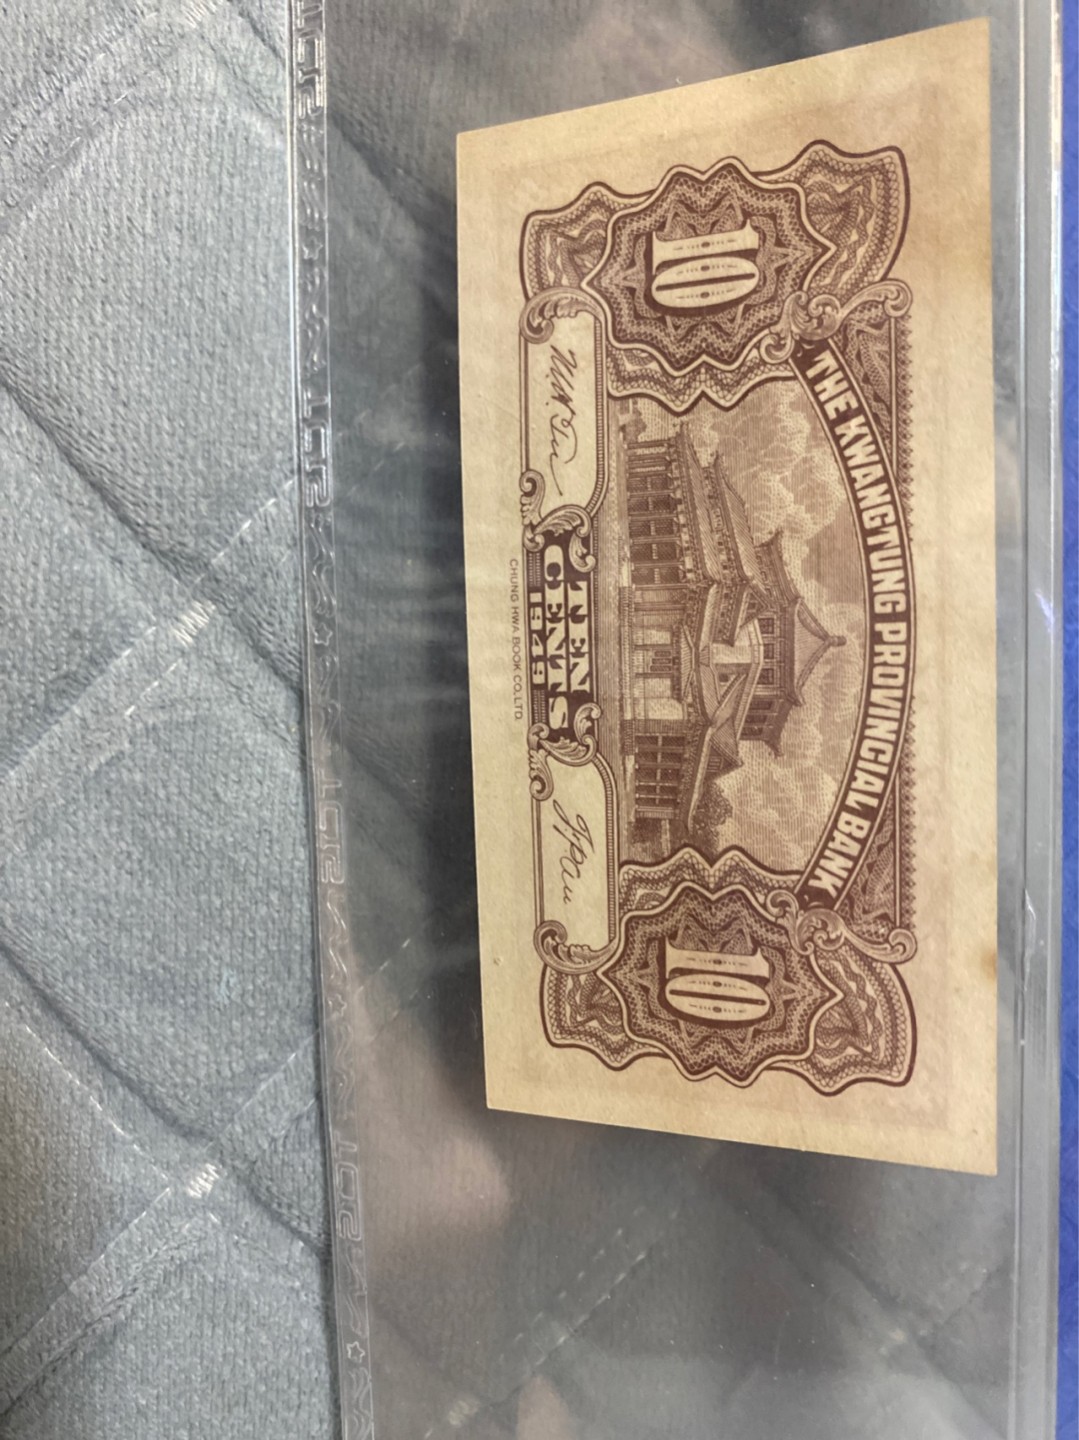 THE KWANGTUNG PROVINCIAL BANK
10
10
TEN
CENTS
1949
CHUNG HWA BOOK CO., LTD.